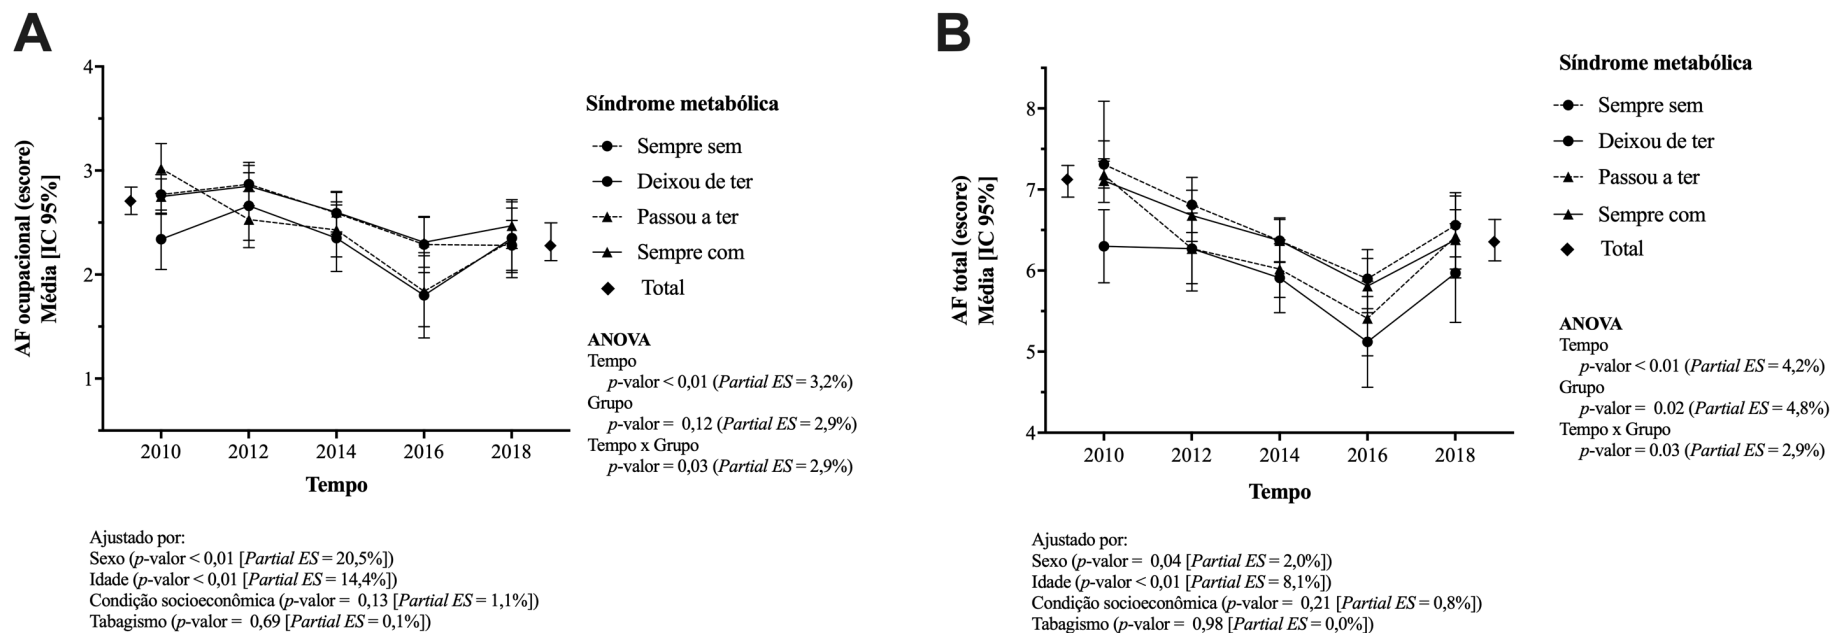 A
AF ocupacional (escore)
Média [IC 95%]
4
3
2
1
2010 2012 2014 2016 2018
Tempo
Síndrome metabólica
Sempre sem
Deixou de ter
Passou a ter
Sempre com
Total
ANOVA
Tempo
p-valor < 0,01 (Partial ES = 3,2%)
Grupo
p-valor = 0,12 (Partial ES = 2,9%)
Tempo x Grupo
p-valor = 0,03 (Partial ES = 2,9%)
Ajustado por:
Sexo (p-valor < 0,01 [Partial ES = 20,5%])
Idade (p-valor < 0,01 [Partial ES = 14,4%])
Condição socioeconômica (p-valor = 0,13 [Partial ES = 1,1%])
Tabagismo (p-valor = 0,69 [Partial ES = 0,1%])
B
AF total (escore)
Média [IC 95%]
8
7
6
5
4
2010 2012 2014 2016 2018
Tempo
Síndrome metabólica
Sempre sem
Deixou de ter
Passou a ter
Sempre com
Total
ANOVA
Tempo
p-valor < 0.01 (Partial ES = 4,2%)
Grupo
p-valor = 0.02 (Partial ES = 4,8%)
Tempo x Grupo
p-valor = 0.03 (Partial ES = 2,9%)
Ajustado por:
Sexo (p-valor = 0,04 [Partial ES = 2,0%])
Idade (p-valor < 0,01 [Partial ES = 8,1%])
Condição socioeconômica (p-valor = 0,21 [Partial ES = 0,8%])
Tabagismo (p-valor = 0,98 [Partial ES = 0,0%])